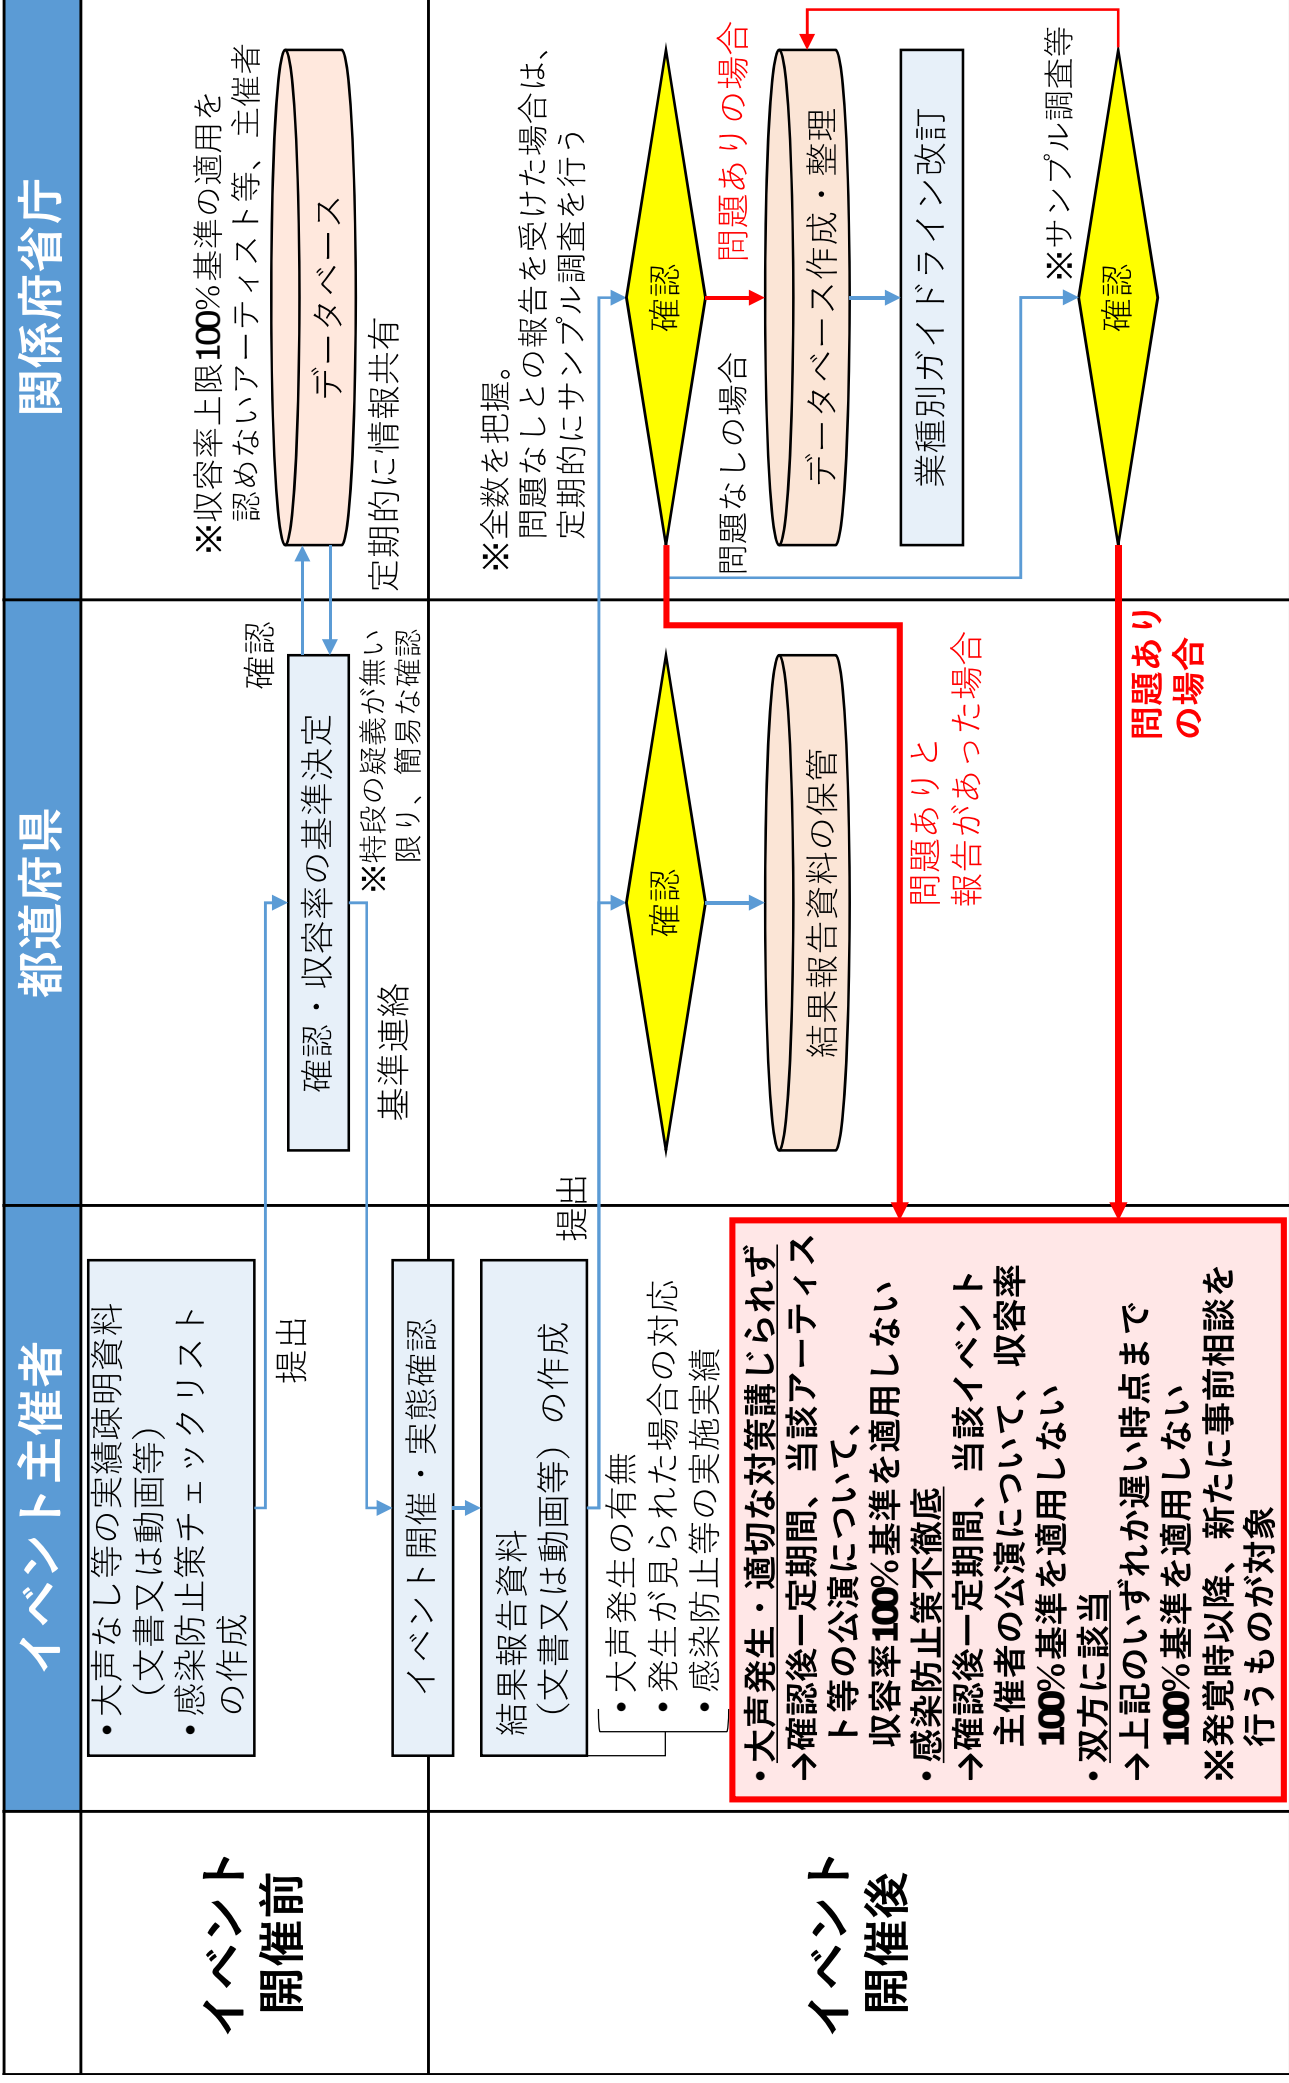 イベント主催者
都道府県
関係府省庁
イベント
開催前
・大声なし等の実績疎明資料
（文書又は動画等）
・感染防止策チェックリスト
の作成
提出
確認・収容率の基準決定
確認
※特段の疑義が無い
限り、簡易な確認
基準連絡
※収容率上限100%基準の適用を
認めないアーティスト等、主催者
データベース
定期的に情報共有
イベント開催・実態確認
イベント
開催後
結果報告資料
（文書又は動画等）の作成
提出
・大声発生の有無
・発生が見られた場合の対応
・感染防止等の実施実績
確認
結果報告資料の保管
※全数を把握。
問題なしとの報告を受けた場合は、
定期的にサンプル調査を行う
確認
問題なしの場合
問題ありの場合
データベース作成・整理
業種別ガイドライン改訂
※サンプル調査等
確認
問題ありと
報告があった場合
問題あり
の場合
・大声発生・適切な対策講じられず
→確認後一定期間、当該アーティス
ト等の公演について、
収容率100%基準を適用しない
・感染防止策不徹底
→確認後一定期間、当該イベント
主催者の公演について、収容率
100%基準を適用しない
・双方に該当
→上記のいずれか遅い時点まで
100%基準を適用しない
※発覚時以降、新たに事前相談を
行うものが対象